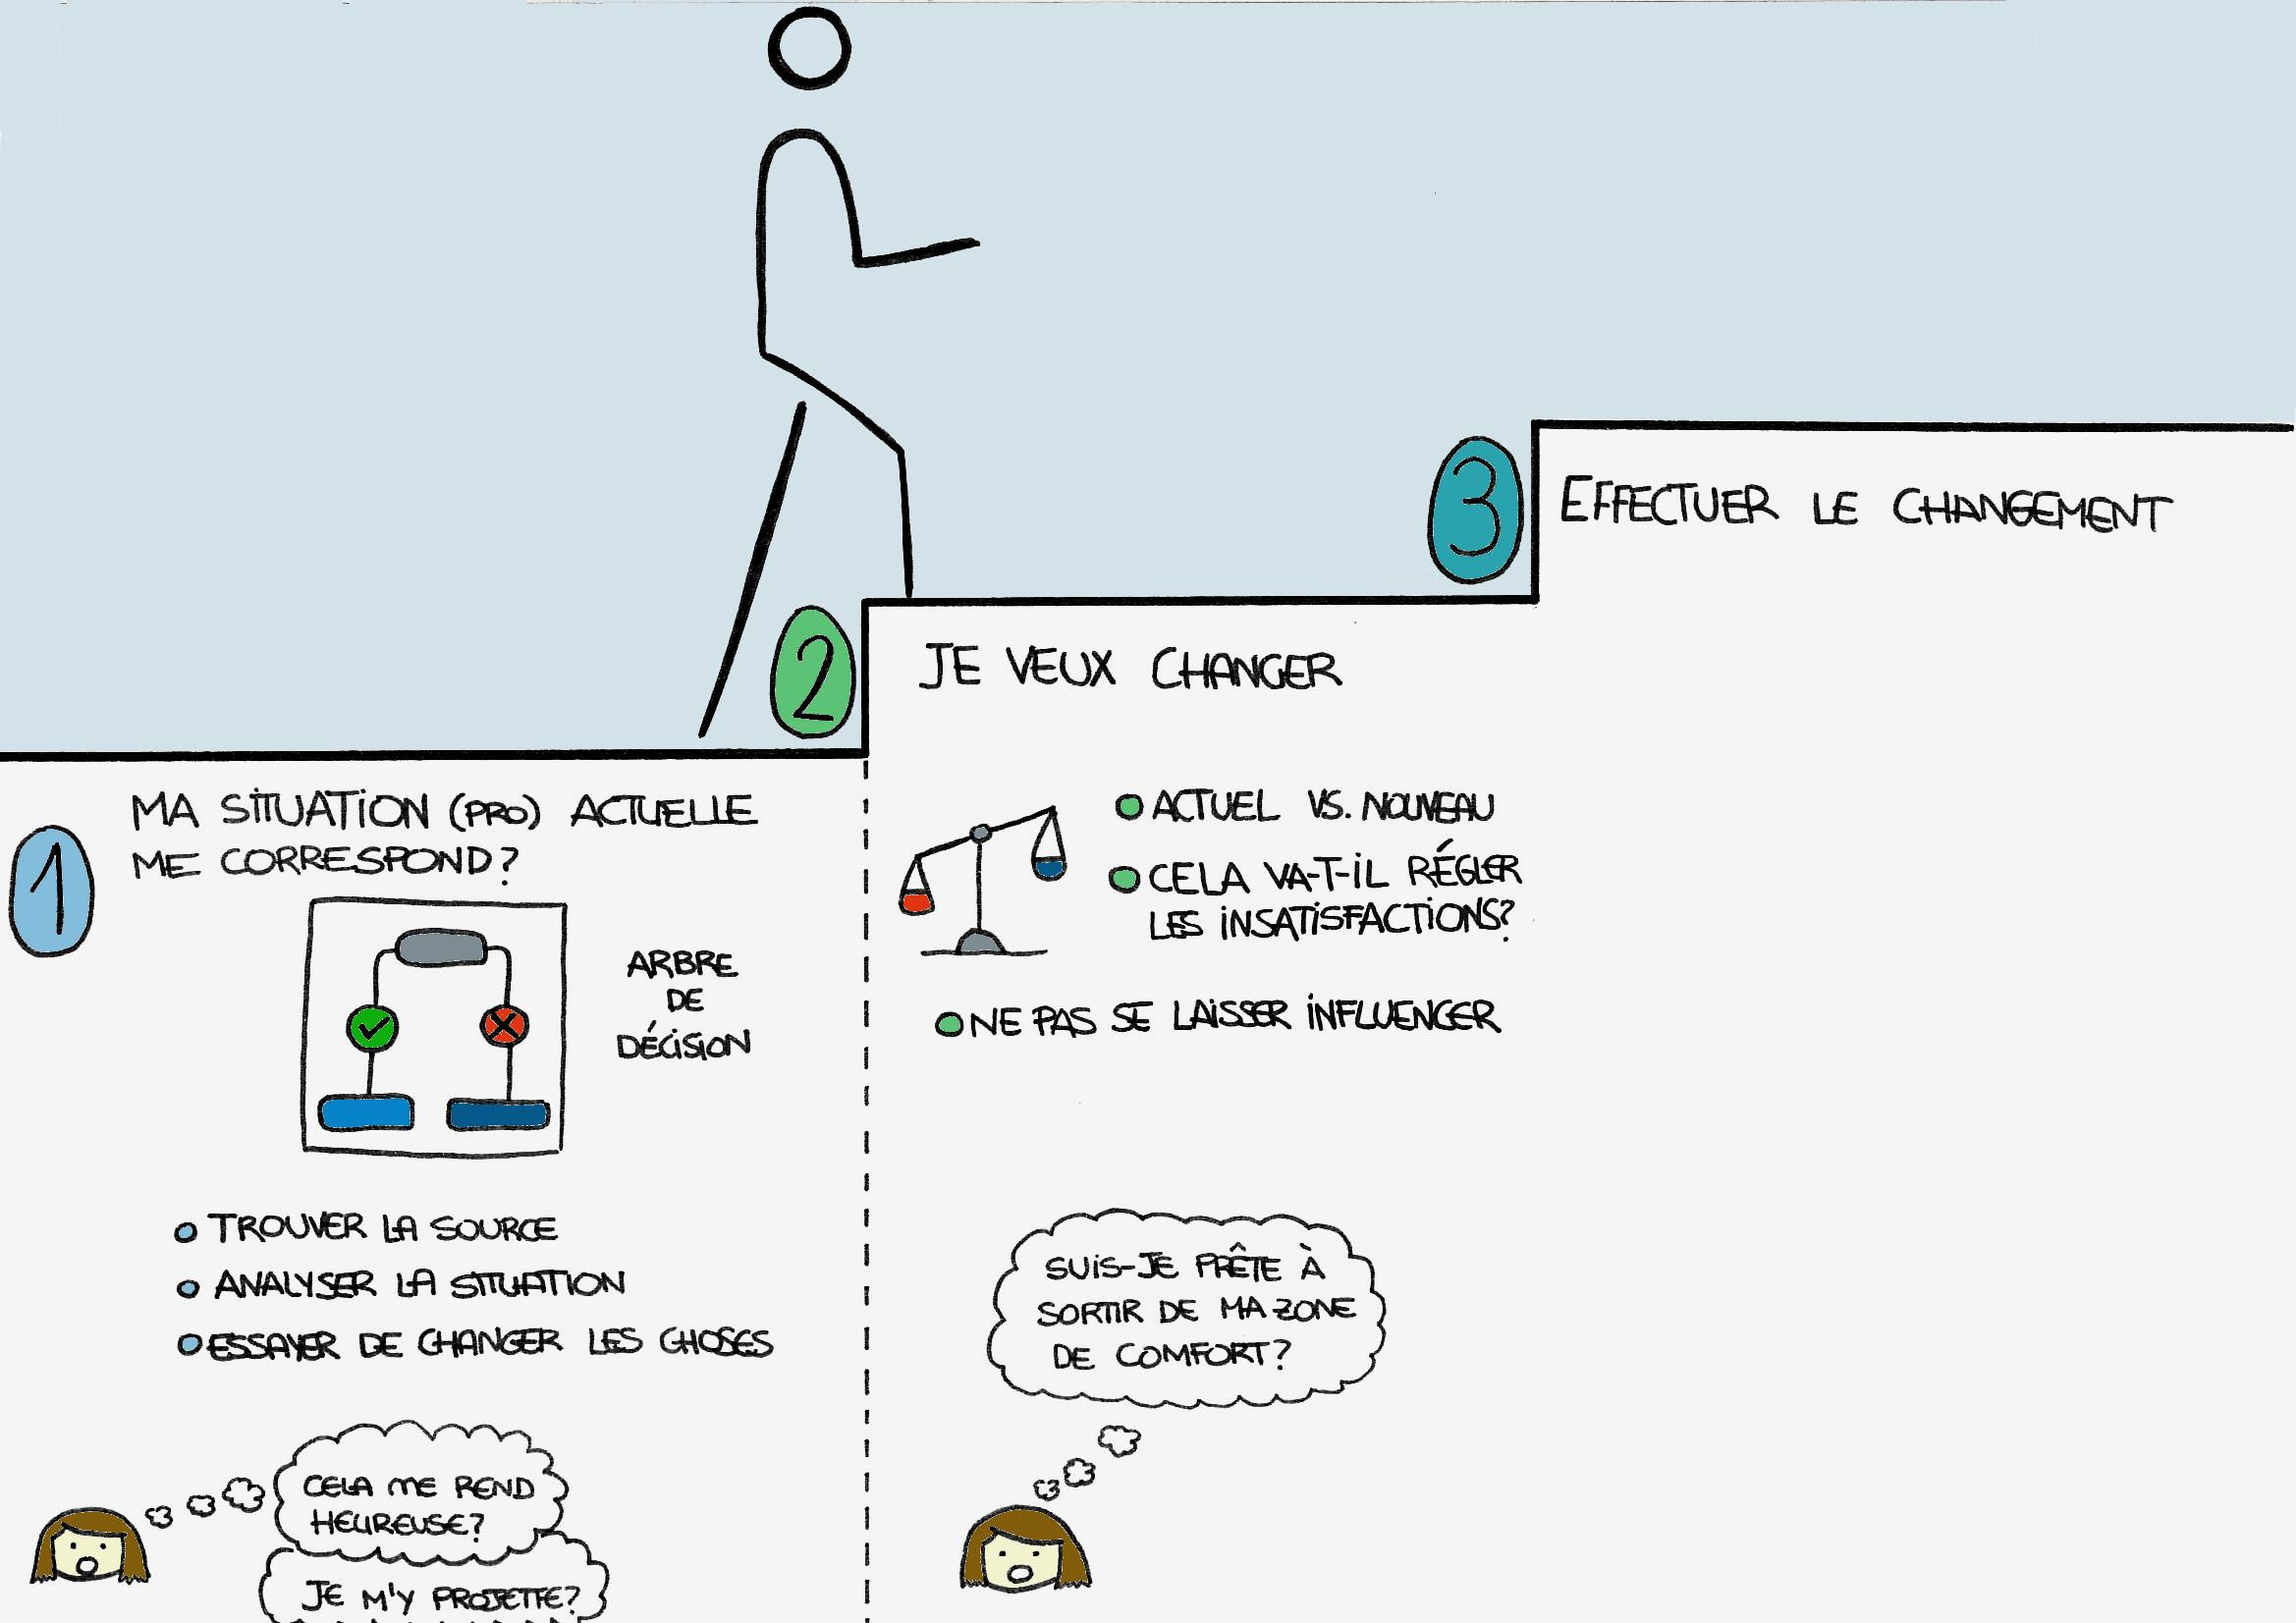 3
EFFECTUER LE CHANGEMENT
2
JE VEUX CHANGER
1
MA SITUATION (PRO) ACTUELLE
ME CORRESPOND?
ARBRE
DE
DÉCISION
• TROUVER LA SOURCE
• ANALYSER LA SITUATION
• ESSAYER DE CHANGER LES CHOSES
CELA ME REND
HEUREUSE?
JE M'Y PROJETTE?
• ACTUEL VS. NOUVEAU
• CELA VA-T-IL RÉGLER
LES INSATISFACTIONS?
• NE PAS SE LAISSER INFLUENCER
SUIS-JE PRÊTE À
SORTIR DE MA ZONE
DE COMFORT?